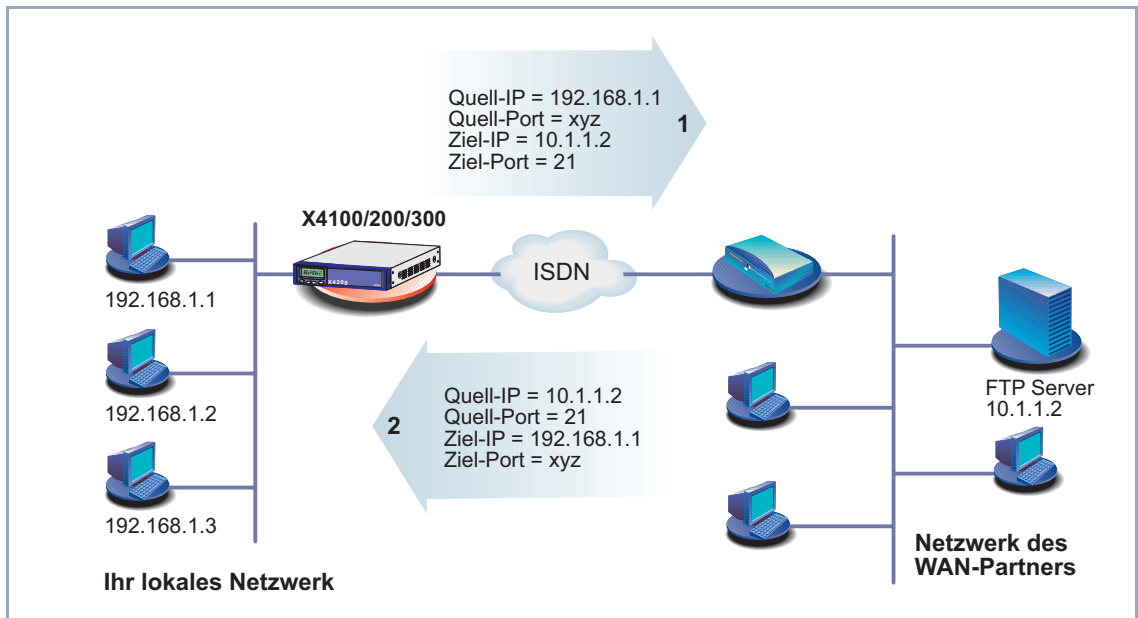 Quell-IP = 192.168.1.1
Quell-Port = xyz
Ziel-IP = 10.1.1.2
Ziel-Port = 21
1
X4100/200/300
ISDN
192.168.1.1
192.168.1.2
192.168.1.3
2
Quell-IP = 10.1.1.2
Quell-Port = 21
Ziel-IP = 192.168.1.1
Ziel-Port = xyz
FTP Server
10.1.1.2
Ihr lokales Netzwerk
Netzwerk des
WAN-Partners